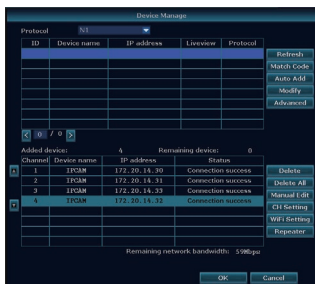 Device Manage
Protocol N1
ID Device name IP address Liveview Protocol
Refresh
Match Code
Auto Add
Modify
Advanced
< 0 / 0 >
Added device: 4 Remaining device: 0
Channel Device name IP address Status
1 IPCAM 172.20.14.30 Connection success
2 IPCAM 172.20.14.31 Connection success
3 IPCAM 172.20.14.33 Connection success
4 IPCAM 172.20.14.32 Connection success
Delete
Delete All
Manual Edit
CH Setting
WiFi Setting
Repeater
Remaining network bandwidth: 59Mbps
OK Cancel